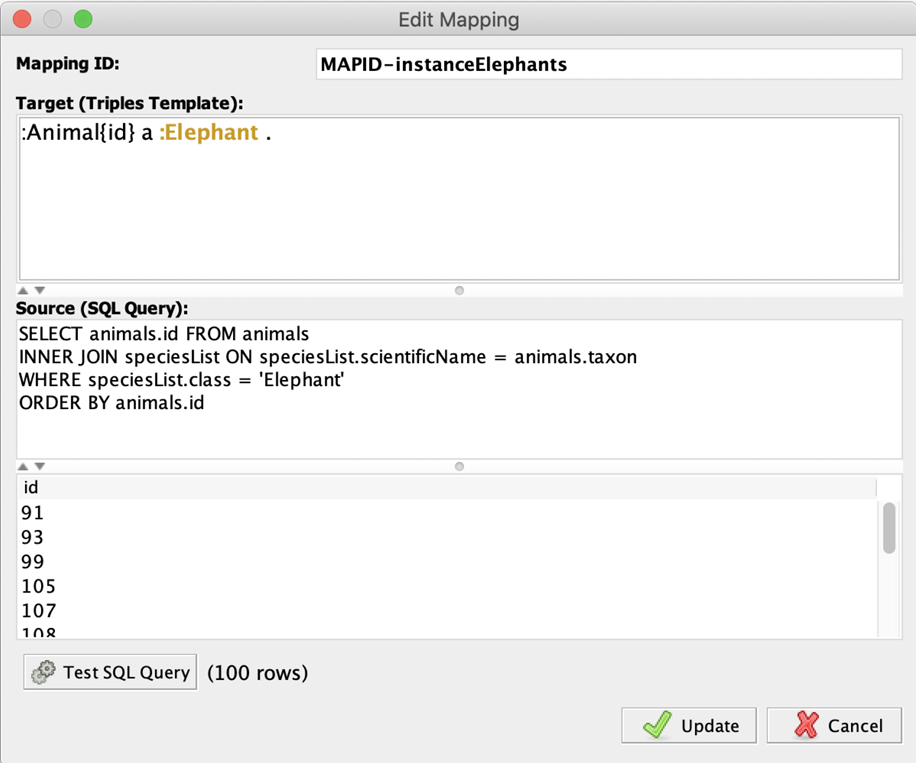 Edit Mapping
Mapping ID: MAPID-instanceElephants
Target (Triples Template):
:Animal{id} a :Elephant .
Source (SQL Query):
SELECT animals.id FROM animals
INNER JOIN speciesList ON speciesList.scientificName = animals.taxon
WHERE speciesList.class = 'Elephant'
ORDER BY animals.id
id
91
93
99
105
107
108
Test SQL Query (100 rows)
Update Cancel